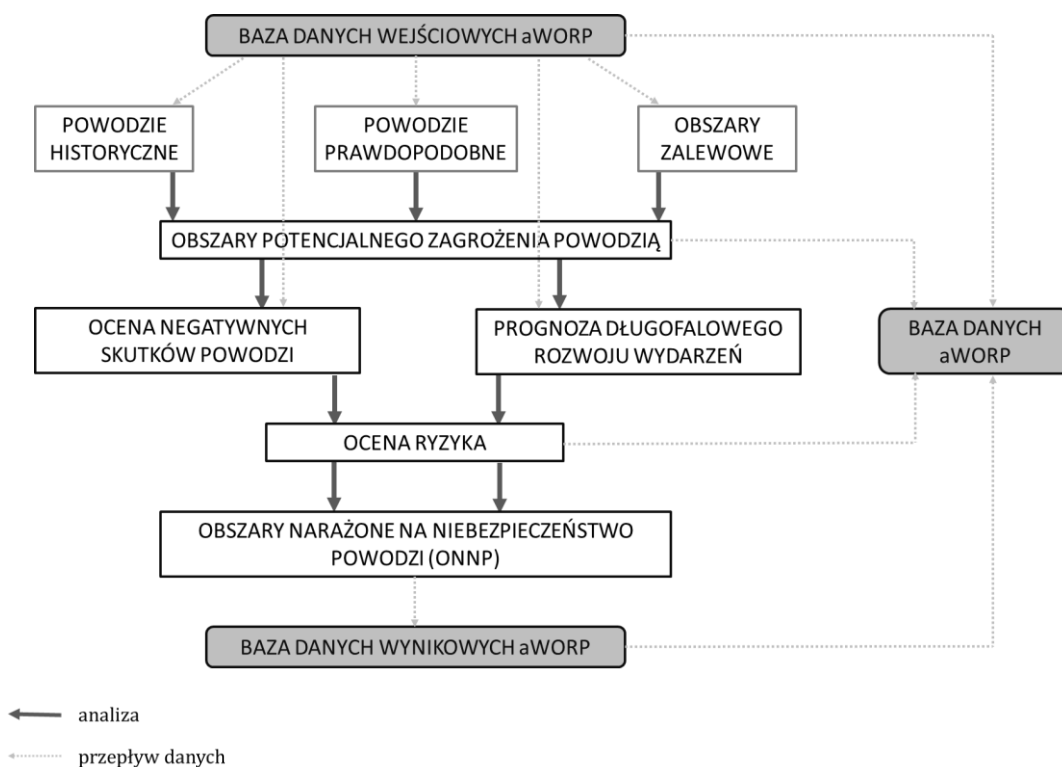 BAZA DANYCH WEJŚCIOWYCH aWORP
POWODZIE
HISTORYCZNE
POWODZIE
PRAWDOPODOBNE
OBSZARY
ZALEWOWE
OBSZARY POTENCJALNEGO ZAGROŻENIA POWODZIĄ
OCENA NEGATYWNYCH
SKUTKÓW POWODZI
PROGNOZA DŁUGOFALOWEGO
ROZWOJU WYDARZEŃ
BAZA DANYCH
aWORP
OCENA RYZYKA
OBSZARY NARAŻONE NA NIEBEZPIECZEŃSTWO
POWODZI (ONNP)
BAZA DANYCH WYNIKOWYCH aWORP
analiza
przepływ danych